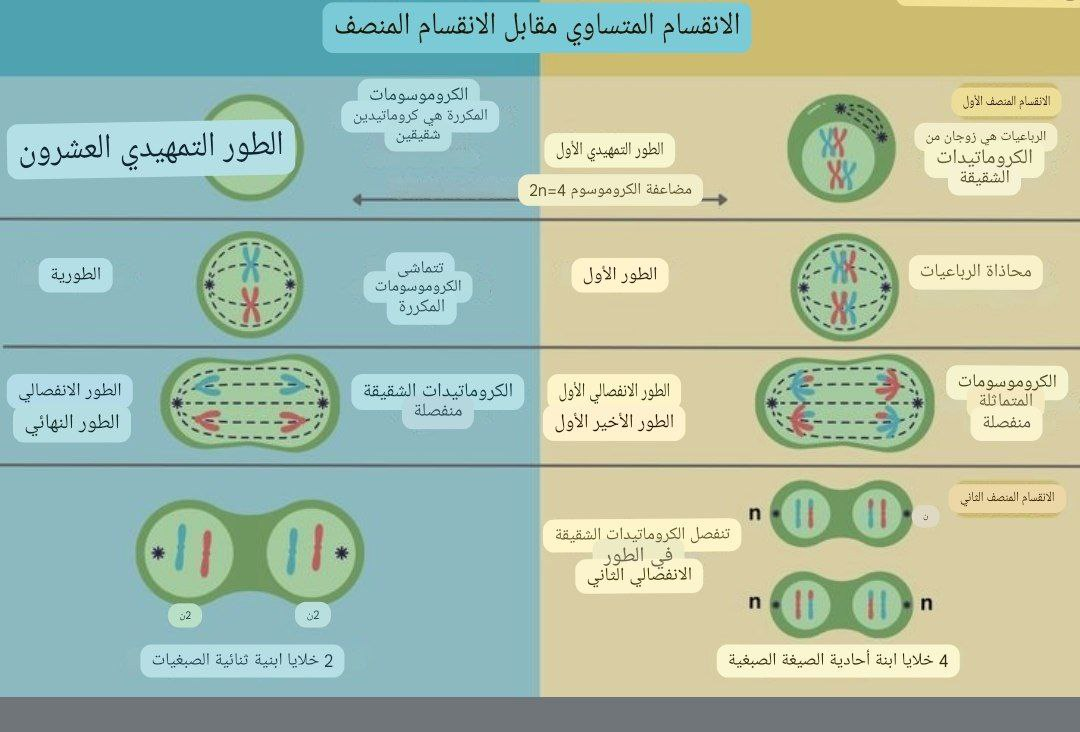 الانقسام المتساوي مقابل الانقسام المنصف
الانقسام المنصف الأول
الرباعيات هي زوجان من
الكروماتيدات
الشقيقة
الطور التمهيدي الأول
مضاعفة الكروموسوم 2n=4
الكروموسومات
المكررة هي كروماتيدين
شقيقين
الطور التمهيدي العشرون
محاذاة الرباعيات
الطور الأول
تتماشى
الكروموسومات
المكررة
الطورية
الكروموسومات
المتماثلة
منفصلة
الطور الانفصالي الأول
الطور الأخير الأول
الكروماتيدات الشقيقة
منفصلة
الطور الانفصالي
الطور النهائي
الانقسام المنصف الثاني
n
ن
تنفصل الكروماتيدات الشقيقة
في الطور
الانفصالي الثاني
n
n
4 خلايا ابنة أحادية الصيغة الصبغية
2ن
2ن
2 خلايا ابنية ثنائية الصبغيات